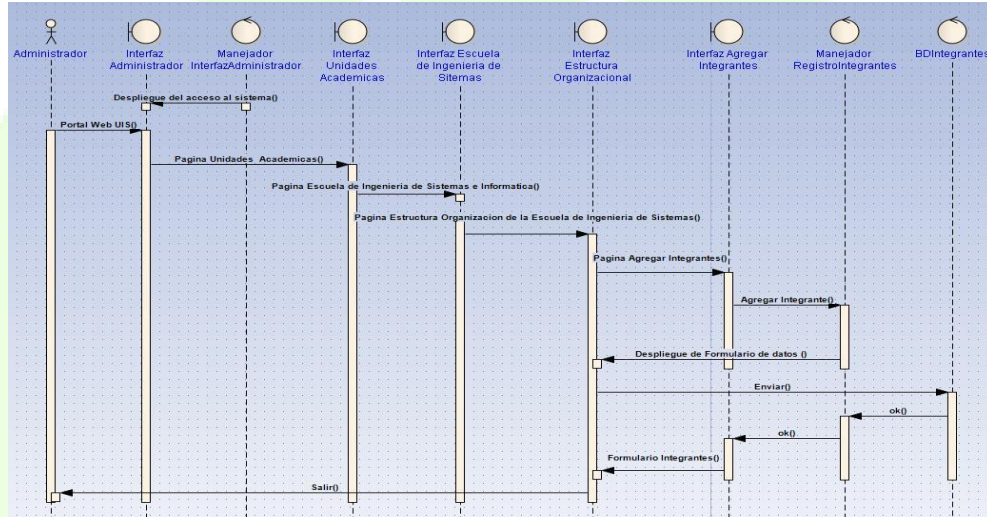 Administrador
Interfaz
Administrador
Manejador
InterfazAdministrador
Interfaz
Unidades
Academicas
Interfaz Escuela
de Ingenieria de
Sitemas
Interfaz
Estructura
Organizacional
Interfaz Agregar
Integrantes
Manejador
RegistroIntegrantes
BDIntegrantes
Despliegue del acceso al sistema()
Portal Web UIS()
Pagina Unidades Academicas()
Pagina Escuela de Ingenieria de Sistemas e Informatica()
Pagina Estructura Organizacion de la Escuela de Ingenieria de Sistemas()
Pagina Agregar Integrantes()
Agregar Integrante()
Despliegue de Formulario de datos ()
Enviar()
ok()
ok()
Formulario Integrantes()
Salir()